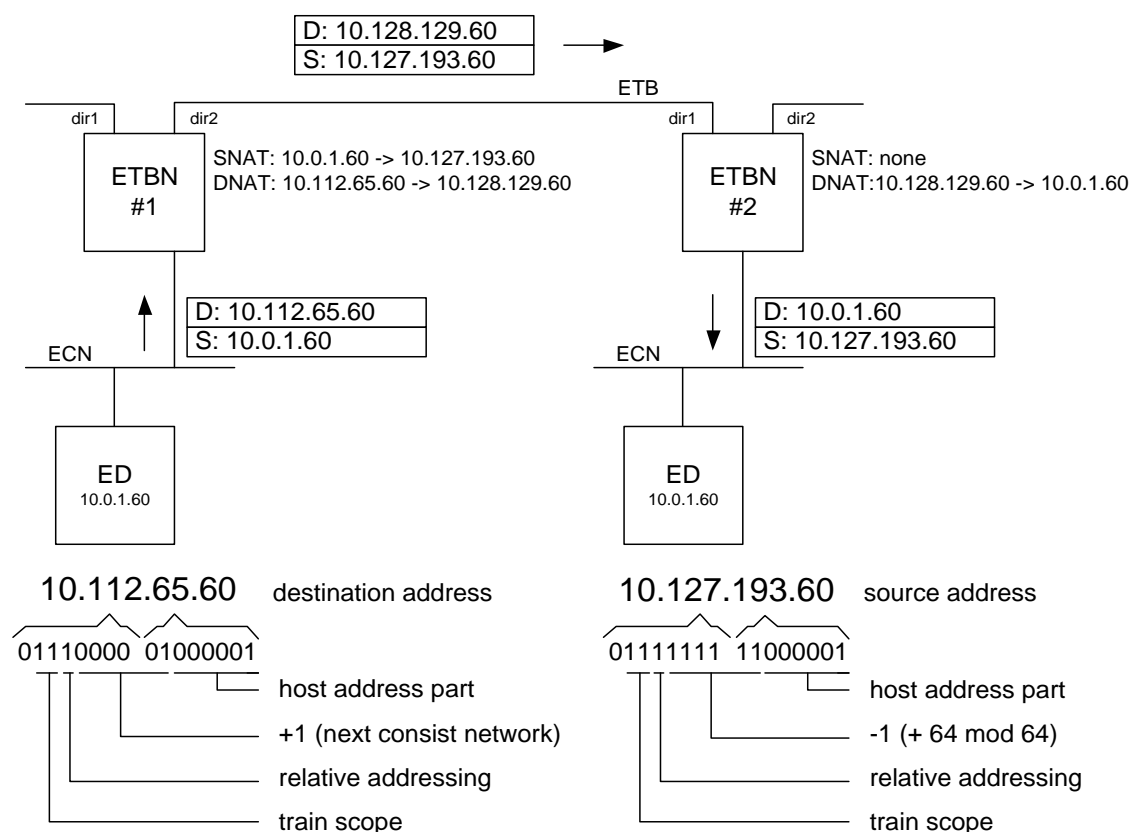 D: 10.128.129.60
S: 10.127.193.60
ETB
dir1
dir2
dir1
dir2
ETBN
#1
SNAT: 10.0.1.60 -> 10.127.193.60
DNAT: 10.112.65.60 -> 10.128.129.60
ETBN
#2
SNAT: none
DNAT:10.128.129.60 -> 10.0.1.60
D: 10.112.65.60
S: 10.0.1.60
D: 10.0.1.60
S: 10.127.193.60
ECN
ECN
ED
10.0.1.60
ED
10.0.1.60
10.112.65.60 destination address
01110000 01000001
host address part
+1 (next consist network)
relative addressing
train scope
10.127.193.60 source address
01111111 11000001
host address part
-1 (+ 64 mod 64)
relative addressing
train scope